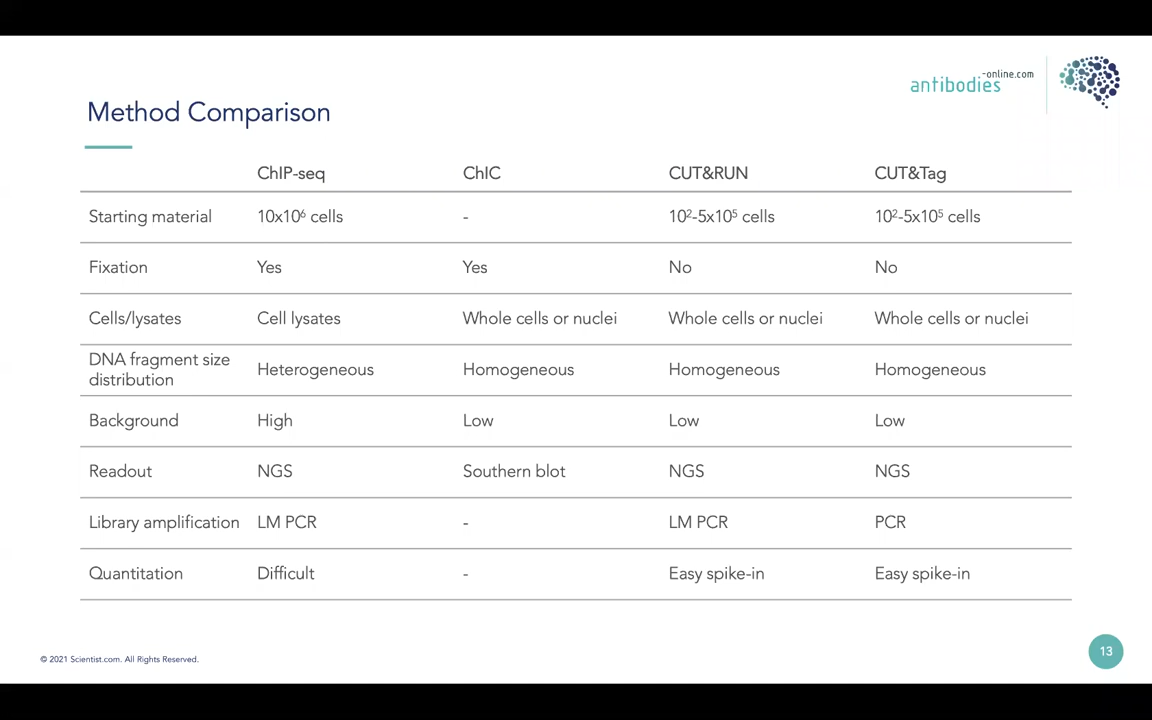 antibodies-online.com
Method Comparison
ChIP-seq ChIC CUT&RUN CUT&Tag
Starting material 10x10⁶ cells - 10²-5x10⁵ cells 10²-5x10⁵ cells
Fixation Yes Yes No No
Cells/lysates Cell lysates Whole cells or nuclei Whole cells or nuclei Whole cells or nuclei
DNA fragment size
distribution Heterogeneous Homogeneous Homogeneous Homogeneous
Background High Low Low Low
Readout NGS Southern blot NGS NGS
Library amplification LM PCR - LM PCR PCR
Quantitation Difficult - Easy spike-in Easy spike-in
© 2021 Scientist.com. All Rights Reserved.
13